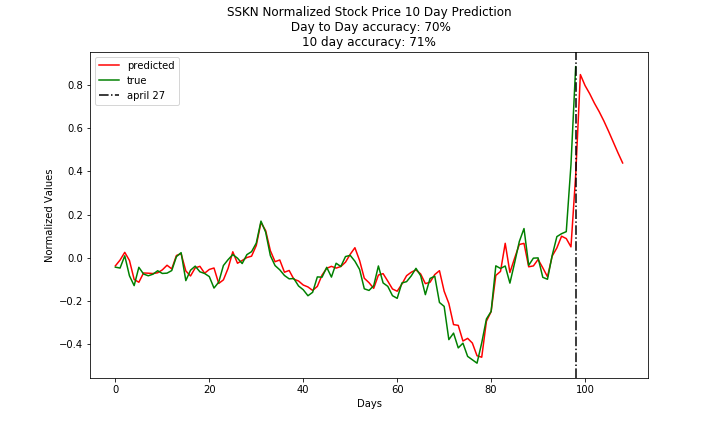 SSKN Normalized Stock Price 10 Day Prediction
Day to Day accuracy: 70%
10 day accuracy: 71%
predicted
true
april 27
Normalized Values
0.8
0.6
0.4
0.2
0.0
−0.2
−0.4
0 20 40 60 80 100
Days